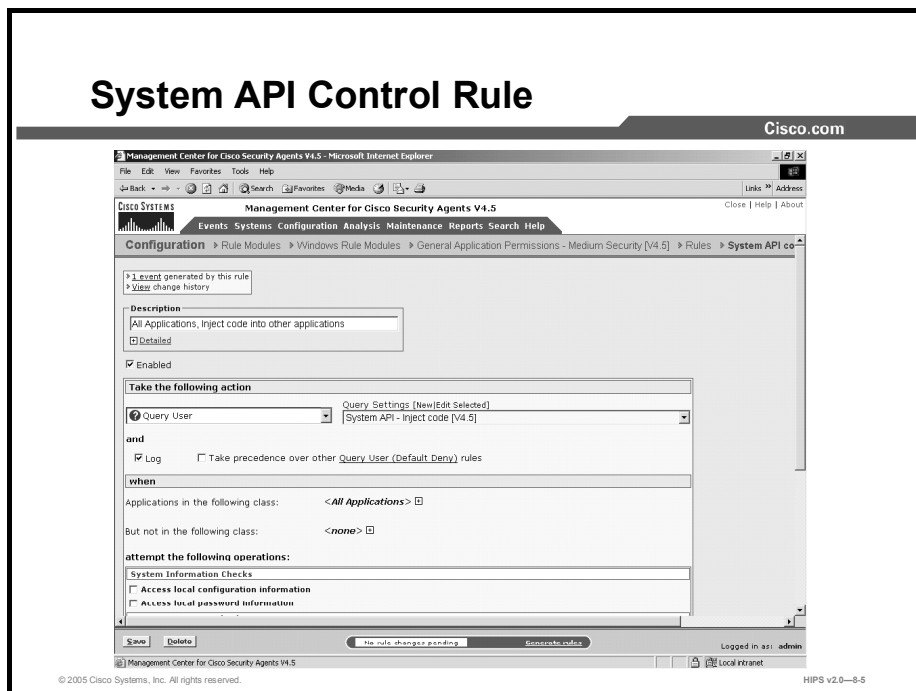 System API Control Rule
Cisco.com
Management Center for Cisco Security Agents V4.5 - Microsoft Internet Explorer
File Edit View Favorites Tools Help
Back Search Favorites Media Links » Address
CISCO SYSTEMS Management Center for Cisco Security Agents V4.5 Close | Help | About
Events Systems Configuration Analysis Maintenance Reports Search Help
Configuration > Rule Modules > Windows Rule Modules > General Application Permissions - Medium Security [V4.5] > Rules > System API co
> 1 event generated by this rule
> View change history
Description
All Applications, Inject code into other applications
Detailed
Enabled
Take the following action
Query Settings [New|Edit Selected]
Query User System API - Inject code [V4.5]
and
Log Take precedence over other Query User (Default Deny) rules
when
Applications in the following class: <All Applications>
But not in the following class: <none>
attempt the following operations:
System Information Checks
Access local configuration information
Access local password information
Save Delete No rule changes pending Generate rules Logged in as: admin
Management Center for Cisco Security Agents V4.5 Local intranet
© 2005 Cisco Systems, Inc. All rights reserved. HIPS v2.0—8-5